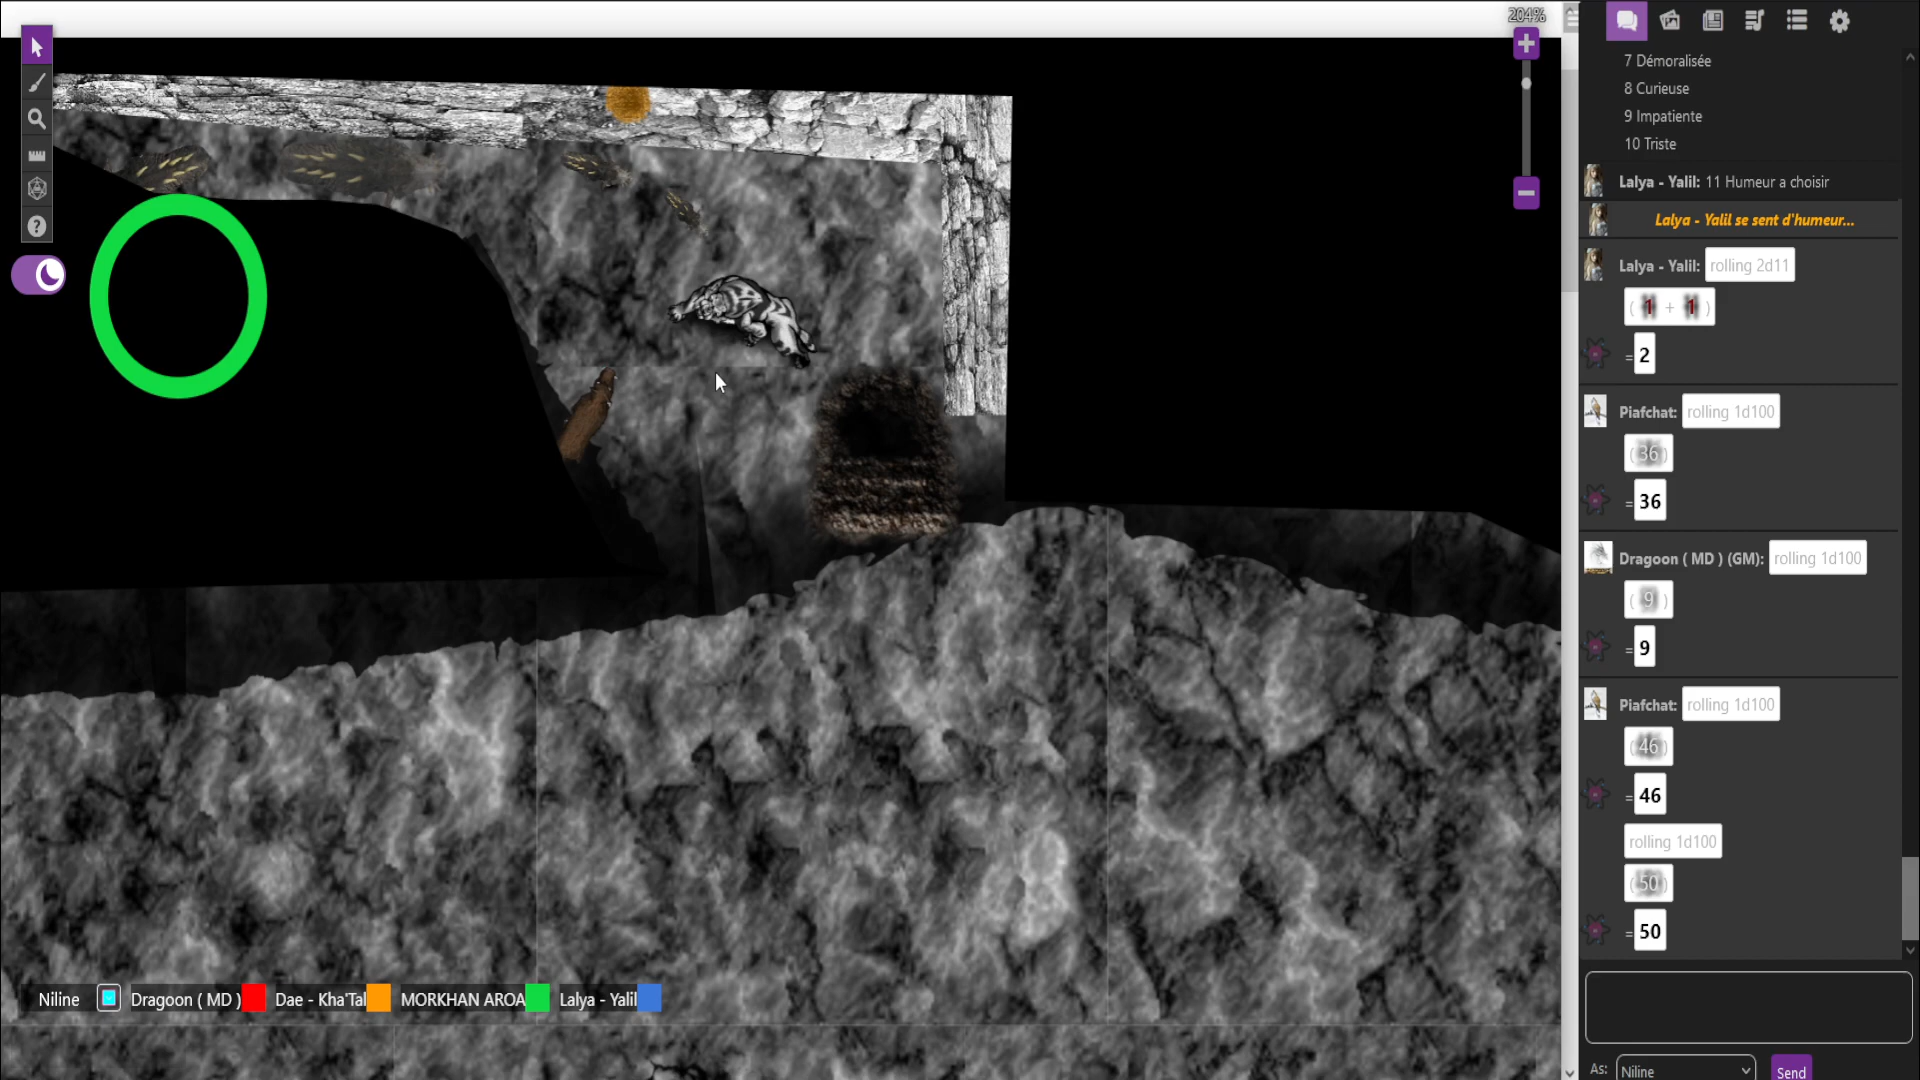 204%
7 Démoralisée
8 Curieuse
9 Impatiente
10 Triste
Lalya - Yalil: 11 Humeur a choisir
Lalya - Yalil se sent d'humeur...
Lalya - Yalil: rolling 2d11
( 1 + 1 )
= 2
Piafchat: rolling 1d100
( 36 )
= 36
Dragoon ( MD ) (GM): rolling 1d100
( 9 )
= 9
Piafchat: rolling 1d100
( 46 )
= 46
rolling 1d100
( 50 )
= 50
Niline Dragoon ( MD ) Dae - Kha'Tal MORKHAN AROA Lalya - Yalil
As: Niline Send